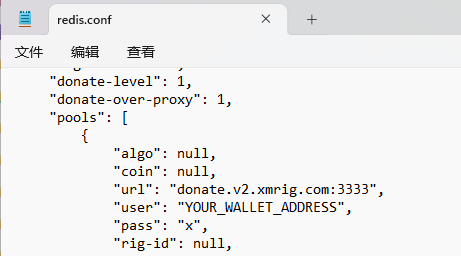 redis.conf
文件 编辑 查看
"donate-level": 1,
"donate-over-proxy": 1,
"pools": [
{
"algo": null,
"coin": null,
"url": "donate.v2.xmrig.com:3333",
"user": "YOUR_WALLET_ADDRESS",
"pass": "x",
"rig-id": null,